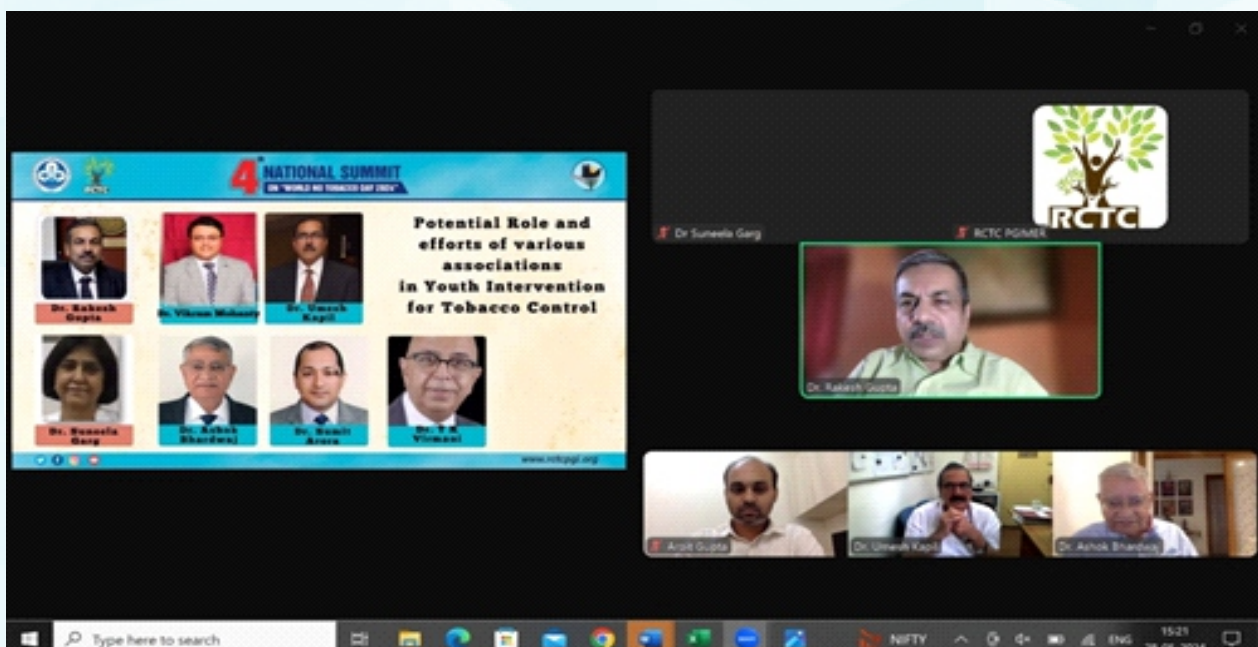 RCTC
4th NATIONAL SUMMIT
ON "WORLD NO TOBACCO DAY 2024"
Potential Role and
efforts of various
associations
in Youth Intervention
for Tobacco Control
Dr. Rakesh
Gupta
Dr. Vikram Mohanty
Dr. Umesh
Kapil
Dr. Suneela
Garg
Dr. Ashok
Bhardwaj
Dr. Sumit
Arora
Dr. T K
Virmani
www.rctcpgi.org
RCTC
Dr Suneela Garg
RCTC PGIMER
Dr. Rakesh Gupta
Arpit Gupta
Dr. Umesh Kapil
Dr. Ashok Bhardwaj
Type here to search
NIFTY
ENG
15:21